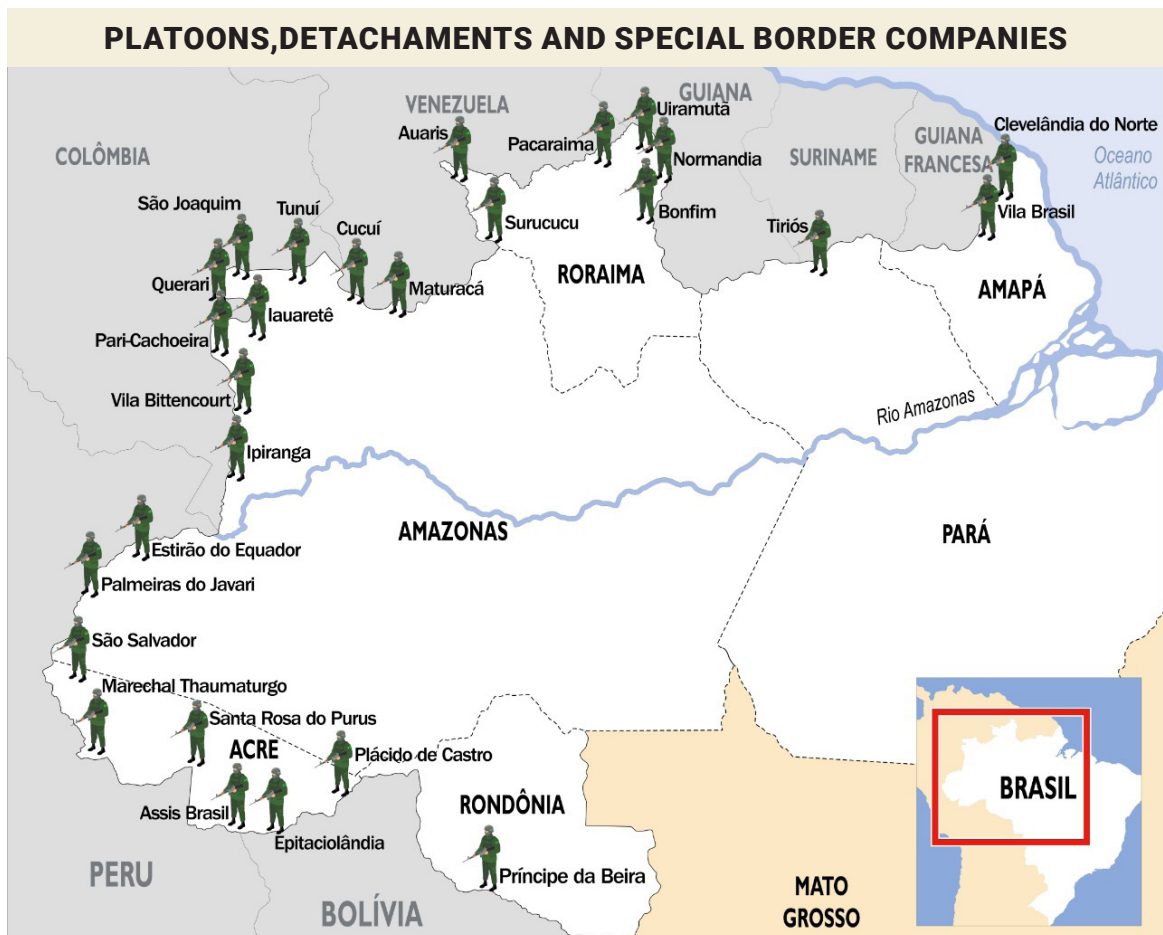 PLATOONS,DETACHAMENTS AND SPECIAL BORDER COMPANIES
VENEZUELA
GUIANA
Uiramutã
Auaris
Pacaraima
Clevelândia do Norte
COLÔMBIA
Normandia
SURINAME
GUIANA
FRANCESA
Oceano
Atlântico
São Joaquim
Tunuí
Cucuí
Surucucu
Bonfim
Tiriós
Vila Brasil
Querari
Maturacá
RORAIMA
AMAPÁ
Iauaretê
Pari-Cachoeira
Vila Bittencourt
Rio Amazonas
Ipiranga
AMAZONAS
PARÁ
Estirão do Equador
Palmeiras do Javari
São Salvador
Marechal Thaumaturgo
Santa Rosa do Purus
ACRE
Plácido de Castro
Assis Brasil
RONDÔNIA
BRASIL
Epitaciolândia
PERU
Príncipe da Beira
MATO
GROSSO
BOLÍVIA